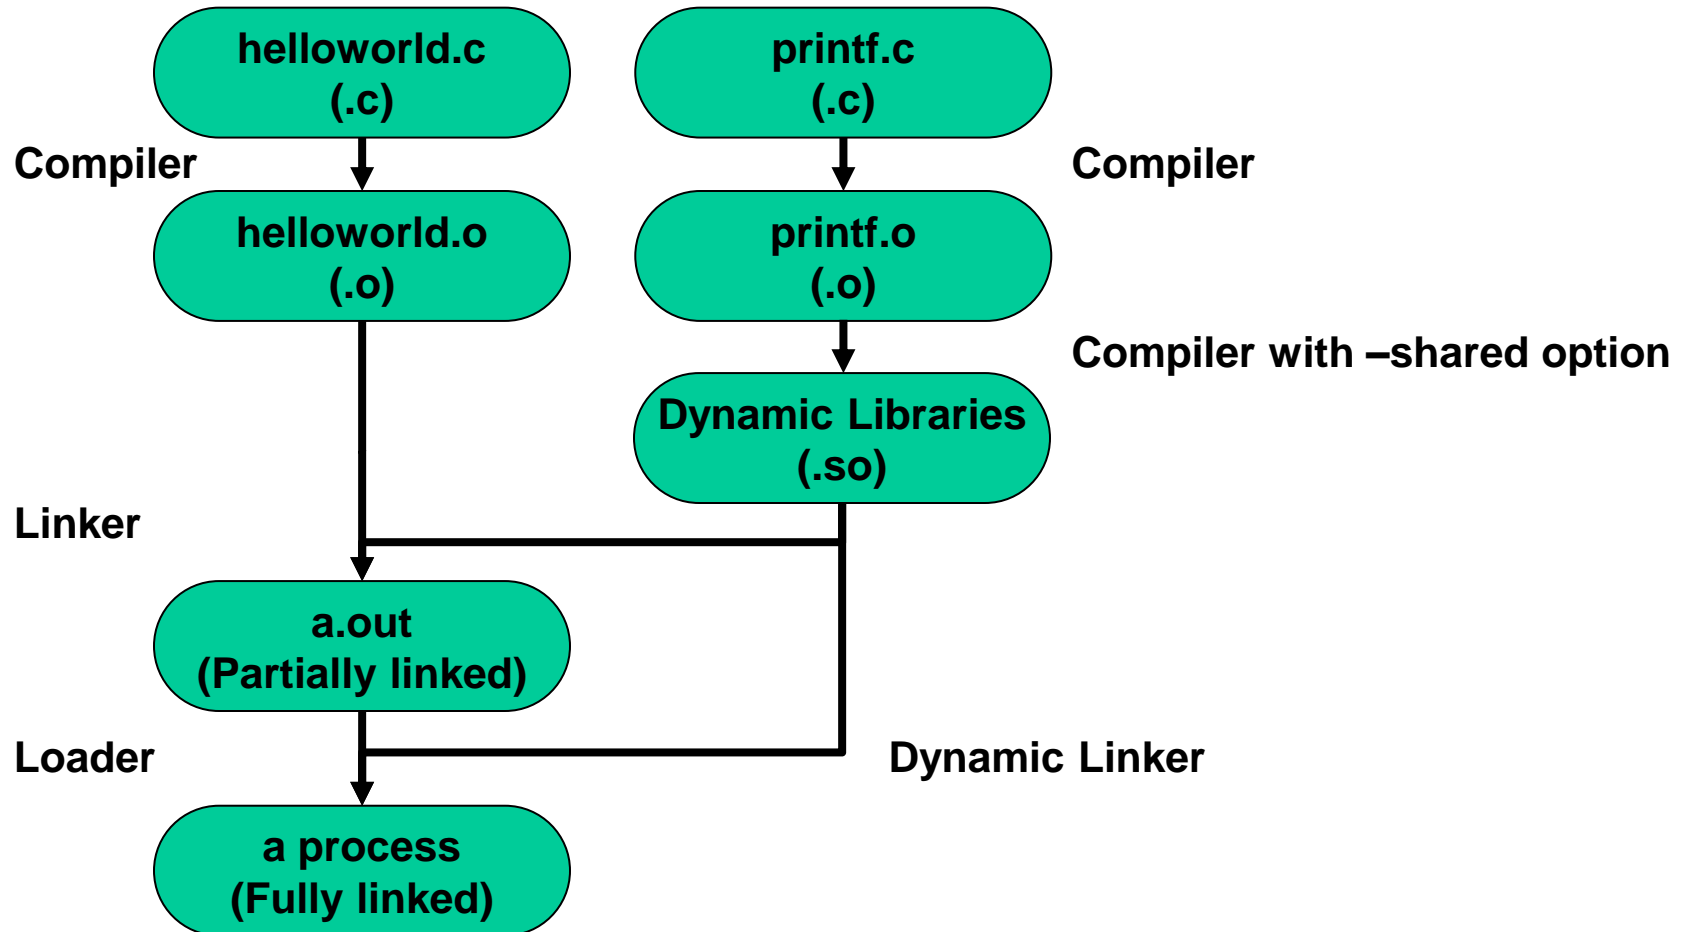 helloworld.c
(.c)
printf.c
(.c)
Compiler
Compiler
helloworld.o
(.o)
printf.o
(.o)
Compiler with –shared option
Dynamic Libraries
(.so)
Linker
a.out
(Partially linked)
Loader
Dynamic Linker
a process
(Fully linked)